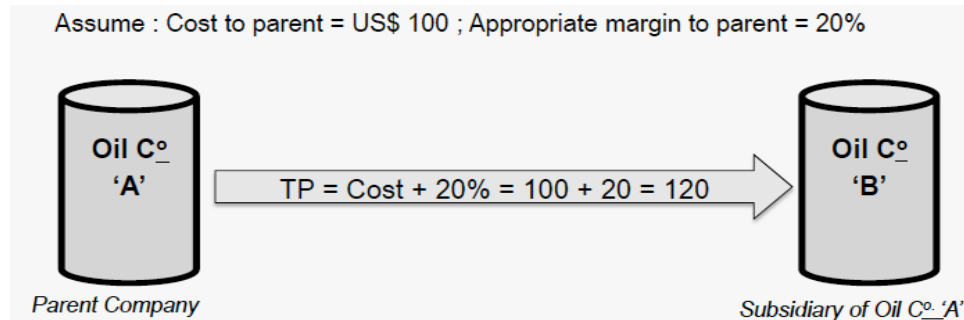 Assume : Cost to parent = US$ 100 ; Appropriate margin to parent = 20%
Oil Cº
‘A’
TP = Cost + 20% = 100 + 20 = 120
Oil Cº
‘B’
Parent Company
Subsidiary of Oil Cº. ‘A’